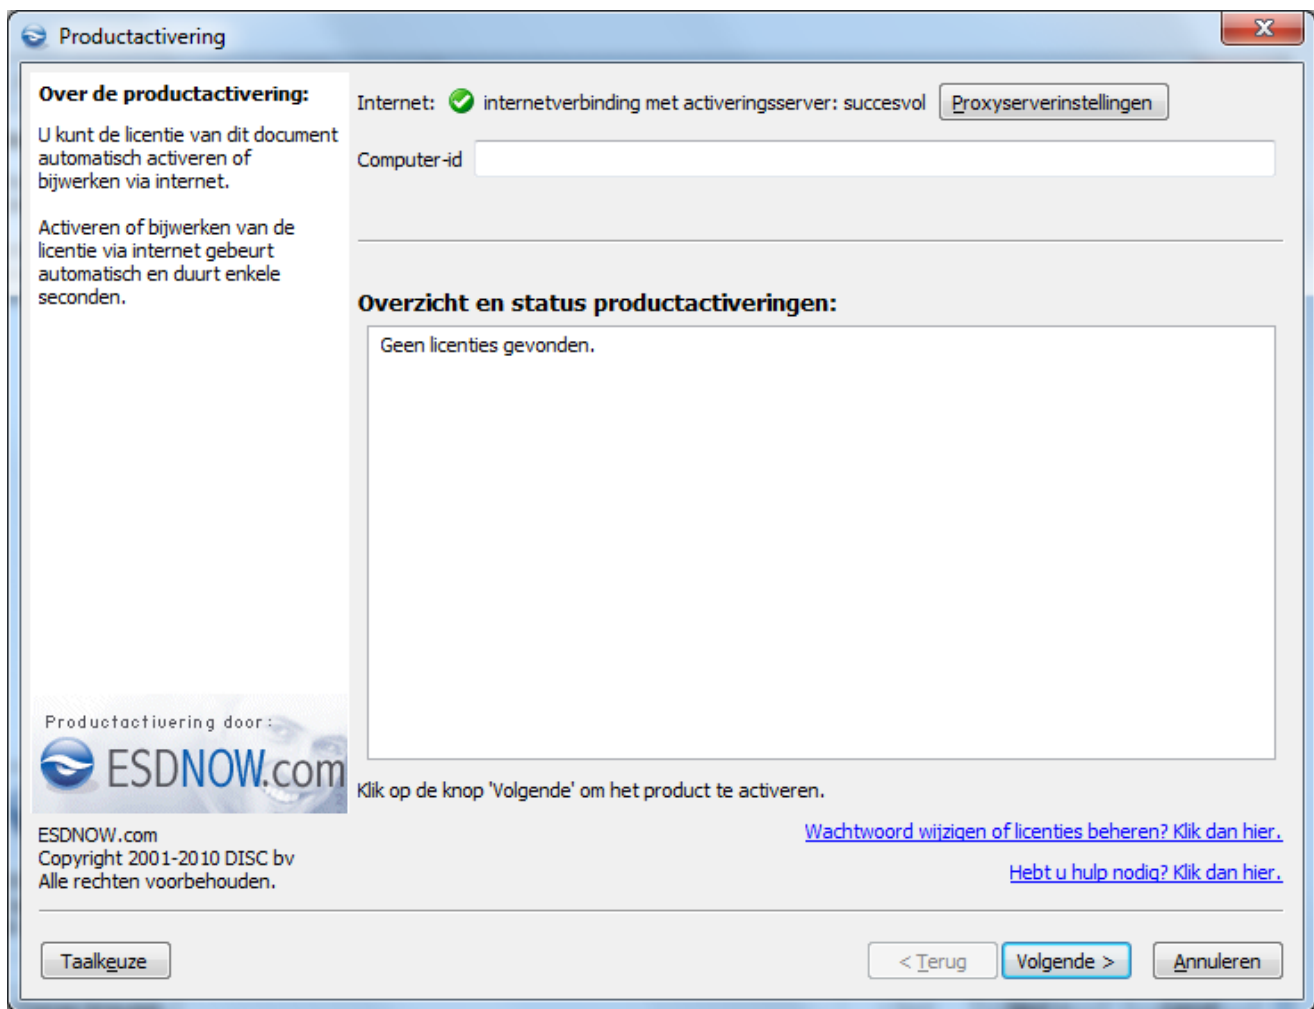 Productactivering
Over de productactivering:
U kunt de licentie van dit document
automatisch activeren of
bijwerken via internet.
Activeren of bijwerken van de
licentie via internet gebeurt
automatisch en duurt enkele
seconden.
Productactivering door:
ESDNOW.com
ESDNOW.com
Copyright 2001-2010 DISC bv
Alle rechten voorbehouden.
Internet: internetverbinding met activeringsserver: succesvol Proxyserverinstellingen
Computer-id
Overzicht en status productactiveringen:
Geen licenties gevonden.
Klik op de knop 'Volgende' om het product te activeren.
Wachtwoord wijzigen of licenties beheren? Klik dan hier.
Hebt u hulp nodig? Klik dan hier.
Taalkeuze < Terug Volgende > Annuleren